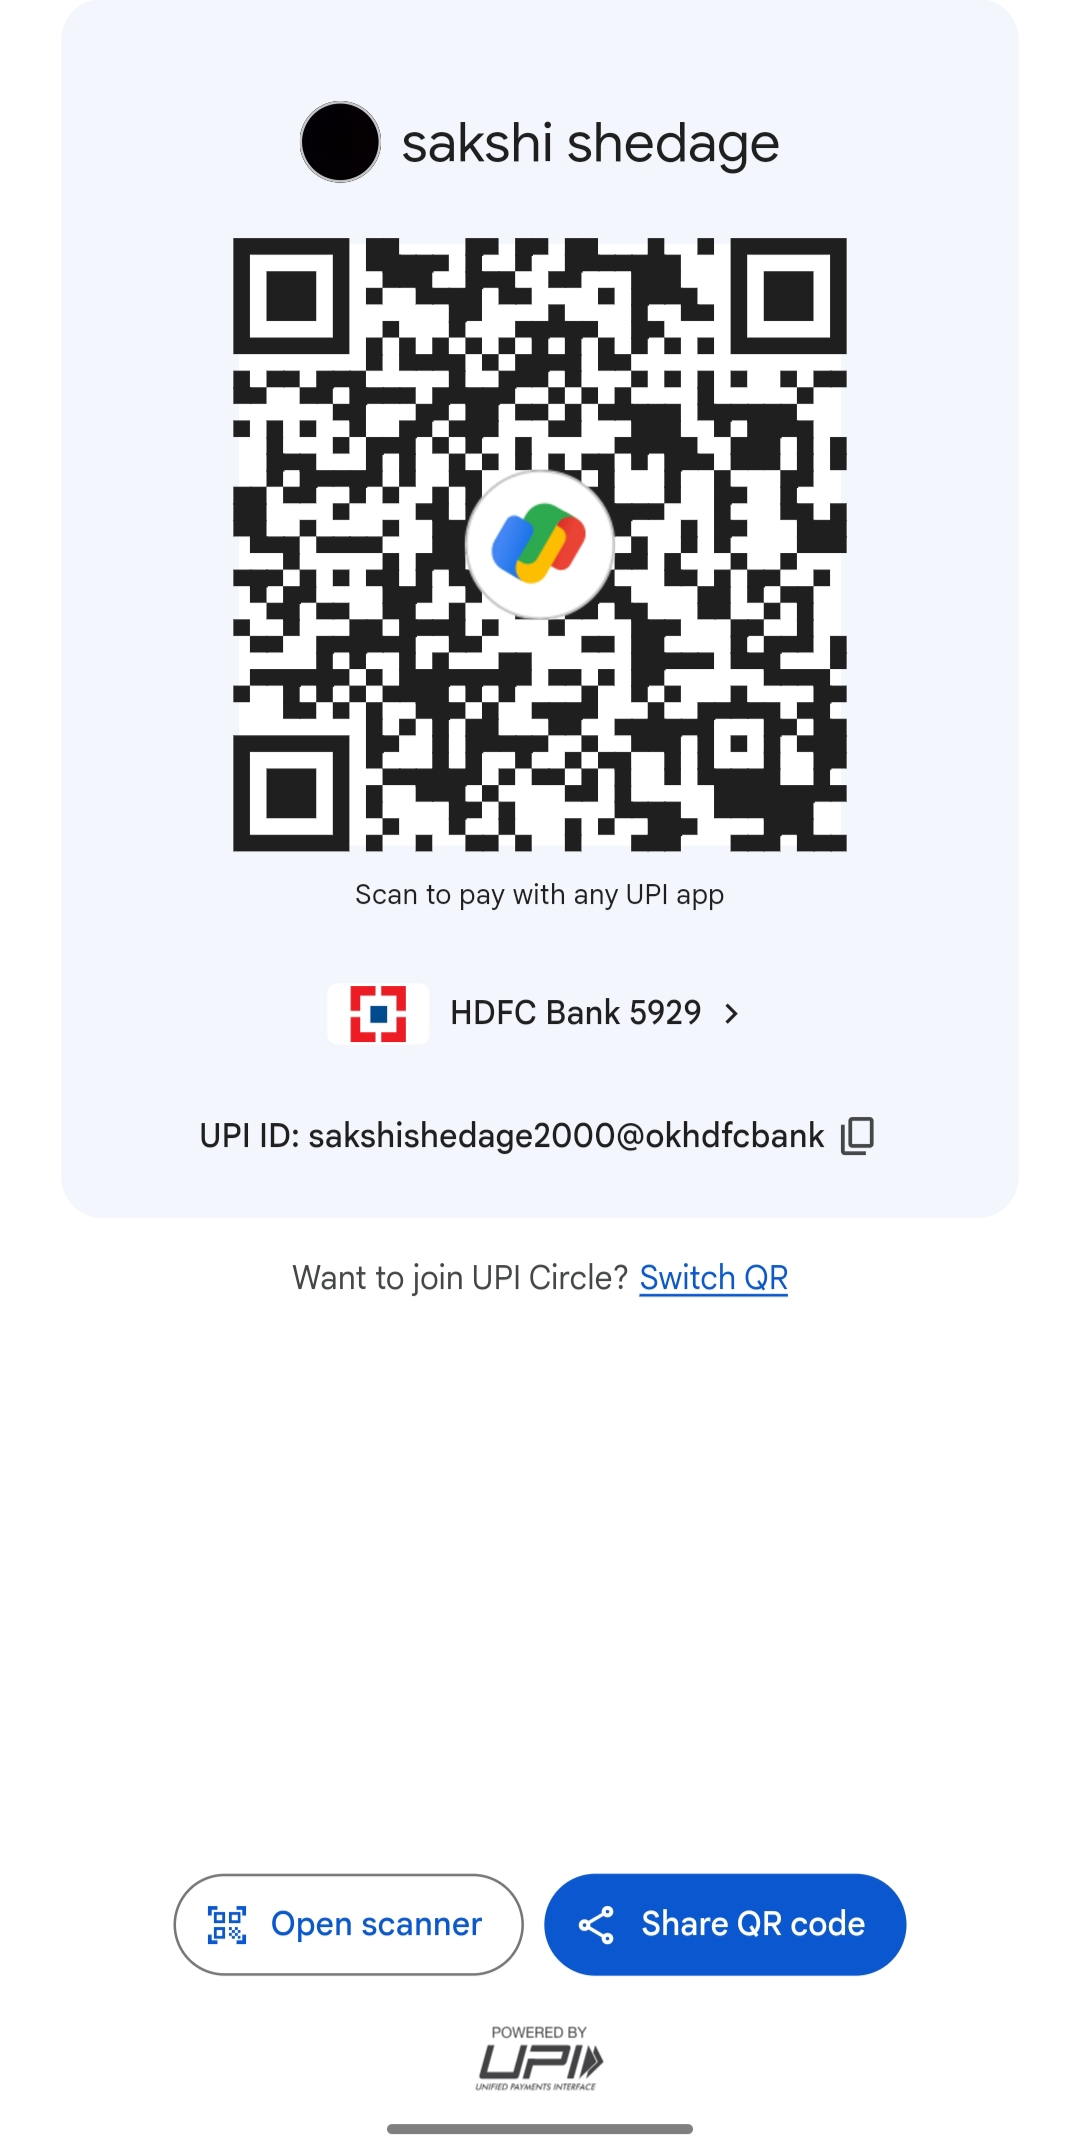 sakshi shedage
Scan to pay with any UPI app
HDFC Bank 5929
UPI ID: sakshishedage2000@okhdfcbank
Want to join UPI Circle? Switch QR
Open scanner
Share QR code
POWERED BY
UPI
UNIFIED PAYMENTS INTERFACE